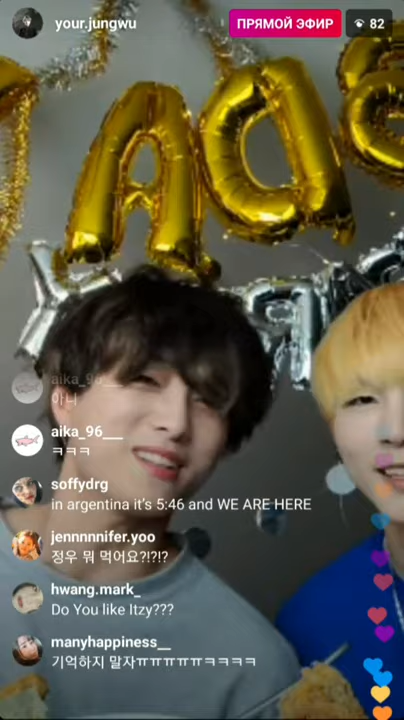 your.jungwu
ПРЯМОЙ ЭФИР
82
aika_96___
아니
aika_96___
ㅋㅋㅋ
soffydrg
in argentina it's 5:46 and WE ARE HERE
jennnnnifer.yoo
정우 뭐 먹어요?!?!?
hwang.mark_
Do You like Itzy???
manyhappiness__
기억하지 말자ㅠㅠㅠㅠㅠㅋㅋㅋㅋ